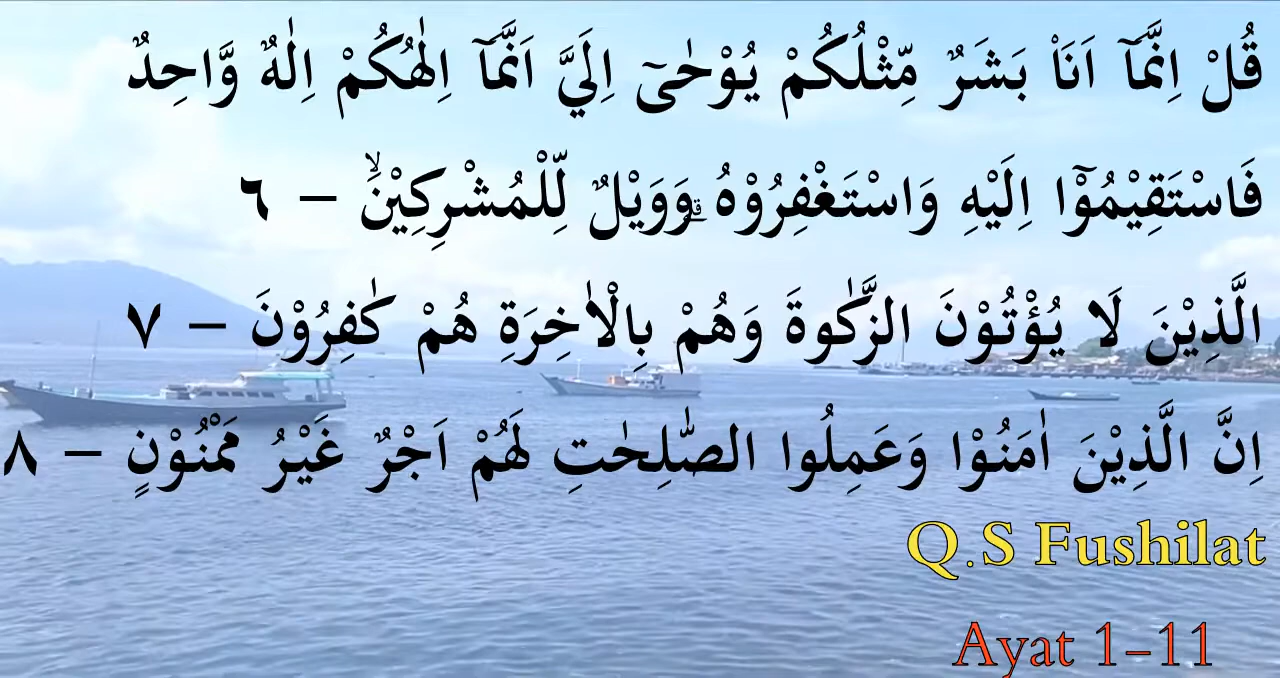 قُلْ اِنَّمَآ اَنَا۠ بَشَرٌ مِّثْلُكُمْ يُوْحٰىٓ اِلَيَّ اَنَّمَآ اِلٰهُكُمْ اِلٰهٌ وَّاحِدٌ
فَاسْتَقِيْمُوْٓا اِلَيْهِ وَاسْتَغْفِرُوْهُ ۗوَوَيْلٌ لِّلْمُشْرِكِيْنَۙ – ٦
الَّذِيْنَ لَا يُؤْتُوْنَ الزَّكٰوةَ وَهُمْ بِالْاٰخِرَةِ هُمْ كٰفِرُوْنَ – ٧
اِنَّ الَّذِيْنَ اٰمَنُوْا وَعَمِلُوا الصّٰلِحٰتِ لَهُمْ اَجْرٌ غَيْرُ مَمْنُوْنٍ – ٨
Q.S Fushilat
Ayat 1–11